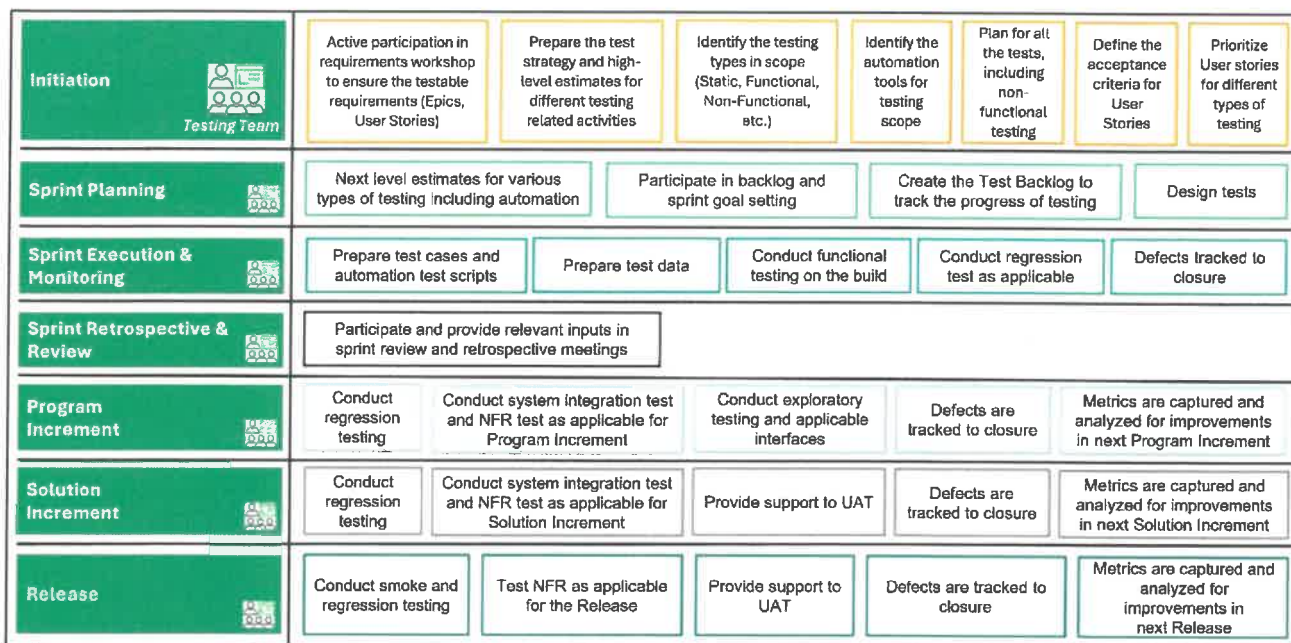 Initiation
Testing Team
Active participation in
requirements workshop
to ensure the testable
requirements (Epics,
User Stories)
Prepare the test
strategy and high-
level estimates for
different testing
related activities
Identify the testing
types in scope
(Static, Functional,
Non-Functional,
etc.)
Identify the
automation
tools for
testing
scope
Plan for all
the tests,
including
non-
functional
testing
Define the
acceptance
criteria for
User
Stories
Prioritize
User stories
for different
types of
testing
Sprint Planning
Next level estimates for various
types of testing including automation
Participate in backlog and
sprint goal setting
Create the Test Backlog to
track the progress of testing
Design tests
Sprint Execution &
Monitoring
Prepare test cases and
automation test scripts
Prepare test data
Conduct functional
testing on the build
Conduct regression
test as applicable
Defects tracked to
closure
Sprint Retrospective &
Review
Participate and provide relevant inputs in
sprint review and retrospective meetings
Program
Increment
Conduct
regression
testing
Conduct system integration test
and NFR test as applicable for
Program Increment
Conduct exploratory
testing and applicable
interfaces
Defects are
tracked to closure
Metrics are captured and
analyzed for improvements
in next Program Increment
Solution
Increment
Conduct
regression
testing
Conduct system integration test
and NFR test as applicable for
Solution Increment
Provide support to UAT
Defects are
tracked to closure
Metrics are captured and
analyzed for improvements
in next Solution Increment
Release
Conduct smoke and
regression testing
Test NFR as applicable
for the Release
Provide support to
UAT
Defects are tracked to
closure
Metrics are captured and
analyzed for
improvements in
next Release